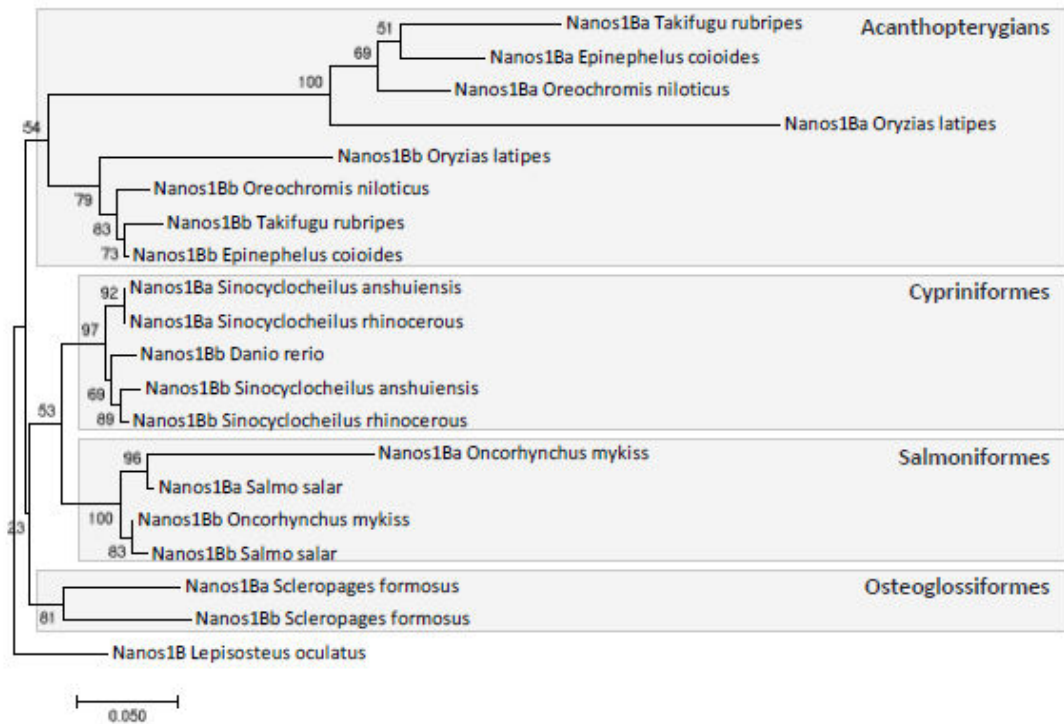 51 Nanos1Ba Takifugu rubripes Acanthopterygians
69 Nanos1Ba Epinephelus coioides
100 Nanos1Ba Oreochromis niloticus
Nanos1Ba Oryzias latipes
54
Nanos1Bb Oryzias latipes
79 Nanos1Bb Oreochromis niloticus
83 Nanos1Bb Takifugu rubripes
73 Nanos1Bb Epinephelus coioides
92 Nanos1Ba Sinocyclocheilus anshuiensis Cypriniformes
97 Nanos1Ba Sinocyclocheilus rhinocerous
Nanos1Bb Danio rerio
69 Nanos1Bb Sinocyclocheilus anshuiensis
53 89 Nanos1Bb Sinocyclocheilus rhinocerous
96 Nanos1Ba Oncorhynchus mykiss Salmoniformes
Nanos1Ba Salmo salar
100 Nanos1Bb Oncorhynchus mykiss
23 83 Nanos1Bb Salmo salar
Nanos1Ba Scleropages formosus Osteoglossiformes
81 Nanos1Bb Scleropages formosus
Nanos1B Lepisosteus oculatus
0.050